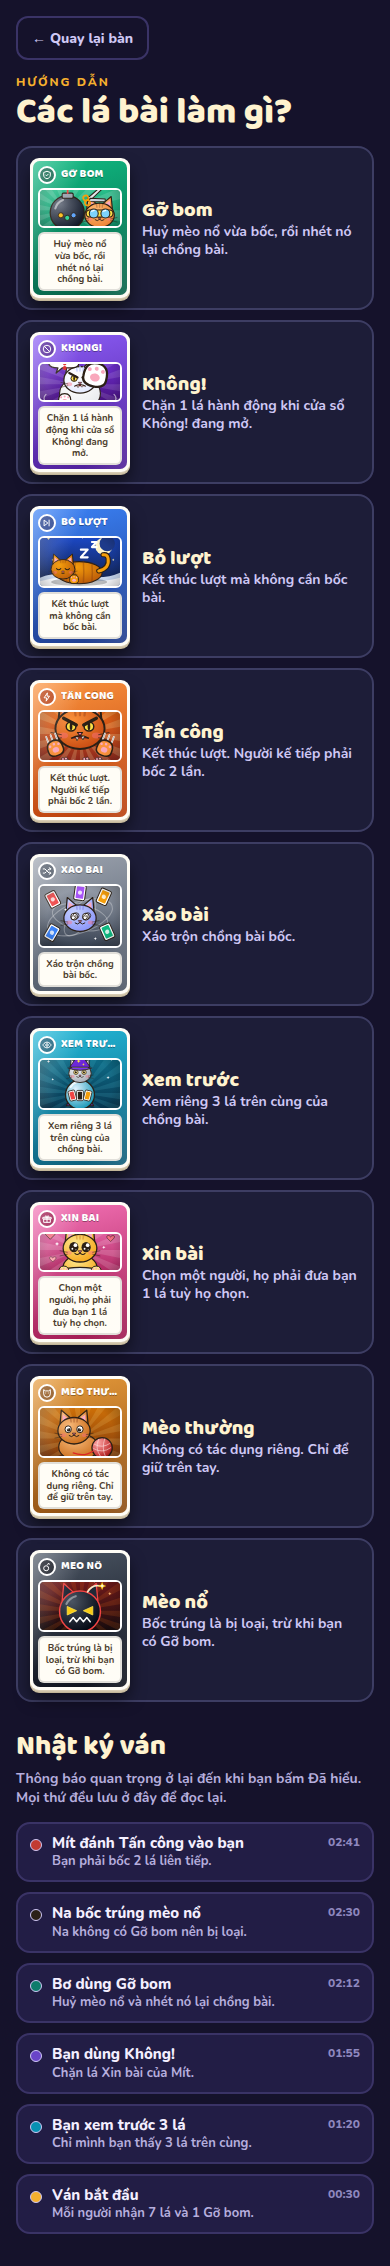 ← Quay lại bàn
HƯỚNG DẪN
Các lá bài làm gì?
GỠ BOM
Huỷ mèo nổ
vừa bốc, rồi
nhét nó lại
chồng bài.
Gỡ bom
Huỷ mèo nổ vừa bốc, rồi nhét nó
lại chồng bài.
KHÔNG!
Chặn 1 lá hành
động khi cửa sổ
Không! đang
mở.
Không!
Chặn 1 lá hành động khi cửa sổ
Không! đang mở.
BỎ LƯỢT
Kết thúc lượt
mà không cần
bốc bài.
Bỏ lượt
Kết thúc lượt mà không cần bốc
bài.
Z
Z
TẤN CÔNG
Kết thúc lượt.
Người kế tiếp
phải bốc 2 lần.
Tấn công
Kết thúc lượt. Người kế tiếp phải
bốc 2 lần.
XÁO BÀI
Xáo trộn chồng
bài bốc.
Xáo bài
Xáo trộn chồng bài bốc.
XEM TRƯ...
Xem riêng 3 lá
trên cùng của
chồng bài.
Xem trước
Xem riêng 3 lá trên cùng của
chồng bài.
XIN BÀI
Chọn một
người, họ phải
đưa bạn 1 lá
tuỳ họ chọn.
Xin bài
Chọn một người, họ phải đưa bạn
1 lá tuỳ họ chọn.
MÈO THƯ...
Không có tác
dụng riêng. Chỉ
để giữ trên tay.
Mèo thường
Không có tác dụng riêng. Chỉ để
giữ trên tay.
MÈO NỔ
Bốc trúng là bị
loại, trừ khi bạn
có Gỡ bom.
Mèo nổ
Bốc trúng là bị loại, trừ khi bạn
có Gỡ bom.
Nhật ký ván
Thông báo quan trọng ở lại đến khi bạn bấm Đã hiểu.
Mọi thứ đều lưu ở đây để đọc lại.
Mít đánh Tấn công vào bạn 02:41
Bạn phải bốc 2 lá liên tiếp.
Na bốc trúng mèo nổ 02:30
Na không có Gỡ bom nên bị loại.
Bơ dùng Gỡ bom 02:12
Huỷ mèo nổ và nhét nó lại chồng bài.
Bạn dùng Không! 01:55
Chặn lá Xin bài của Mít.
Bạn xem trước 3 lá 01:20
Chỉ mình bạn thấy 3 lá trên cùng.
Ván bắt đầu 00:30
Mỗi người nhận 7 lá và 1 Gỡ bom.